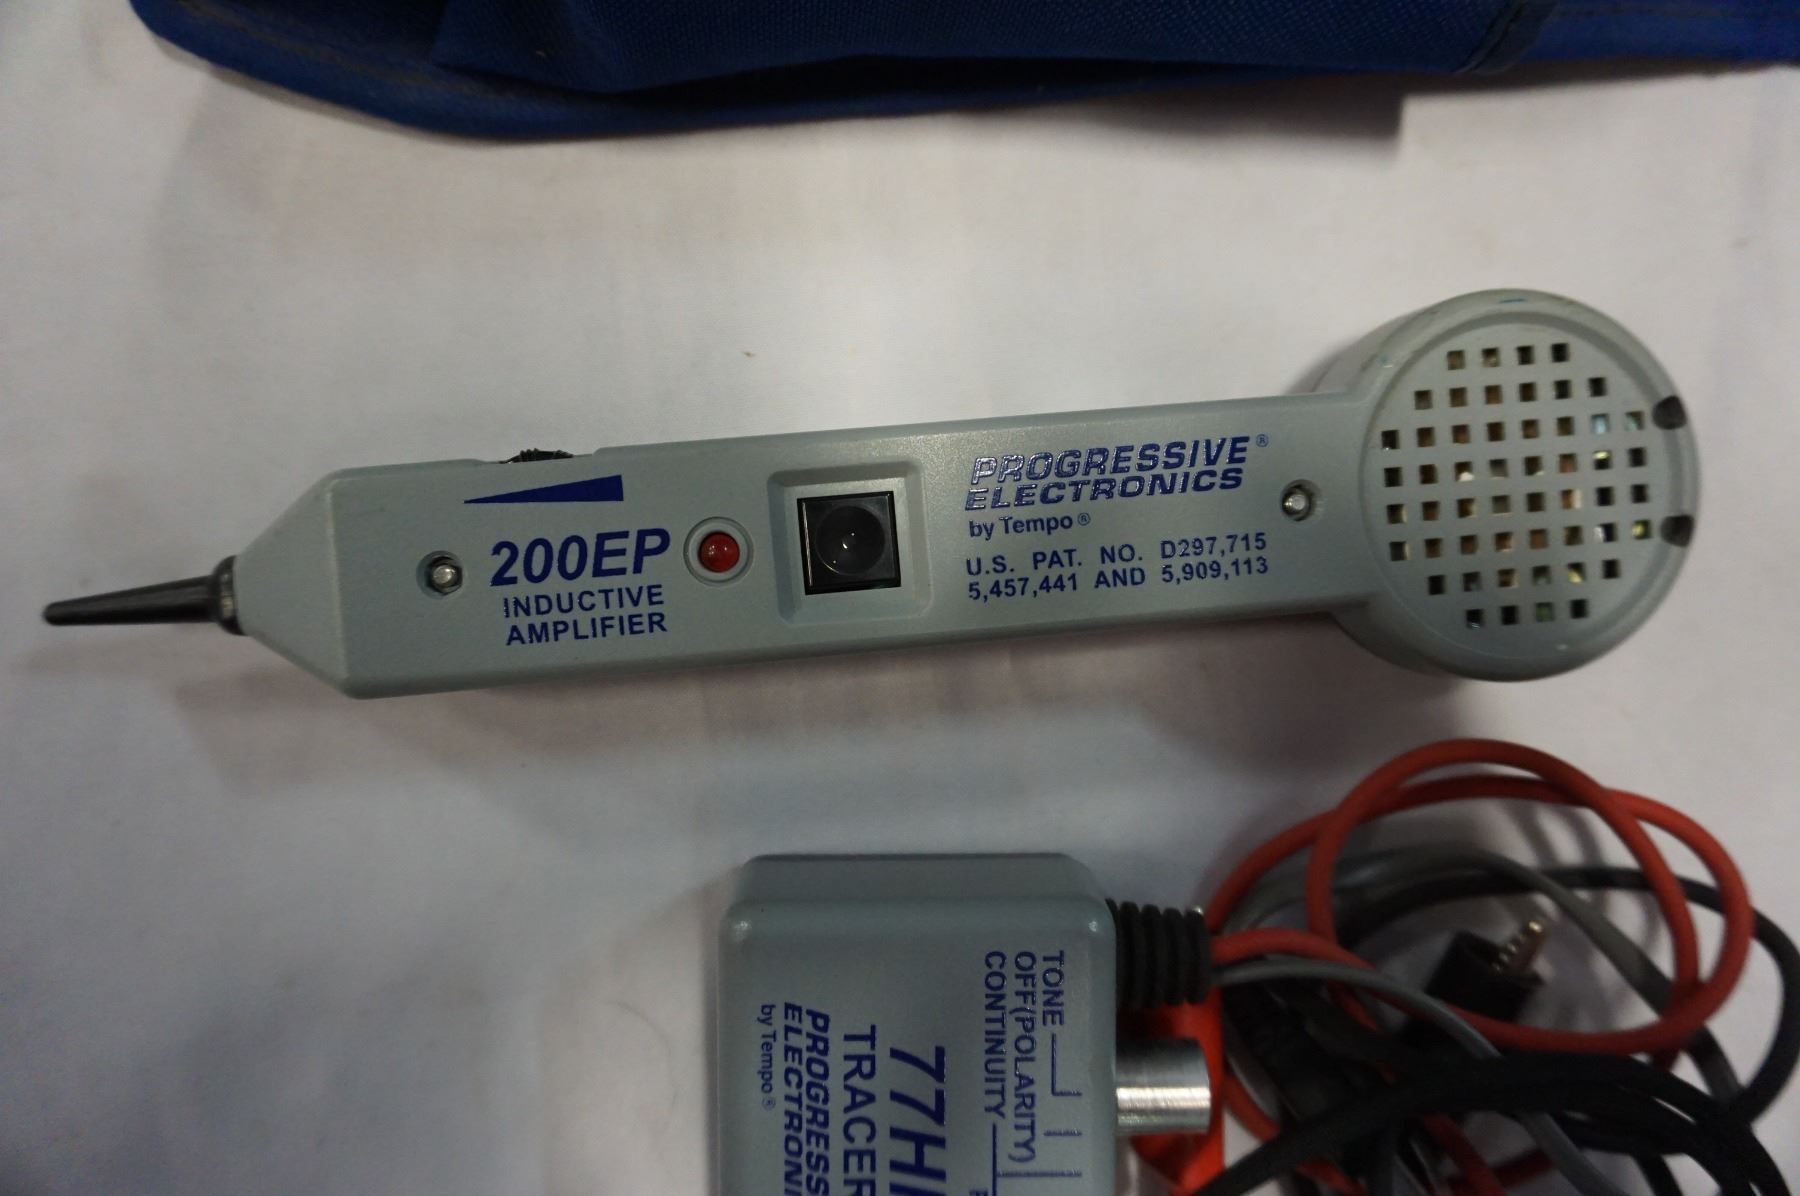 200EP
INDUCTIVE
AMPLIFIER
PROGRESSIVE®
ELECTRONICS
by Tempo®
U.S. PAT. NO. D297,715
5,457,441 AND 5,909,113
TONE
OFF(POLARITY)
CONTINUITY
TRACER
by Tempo®